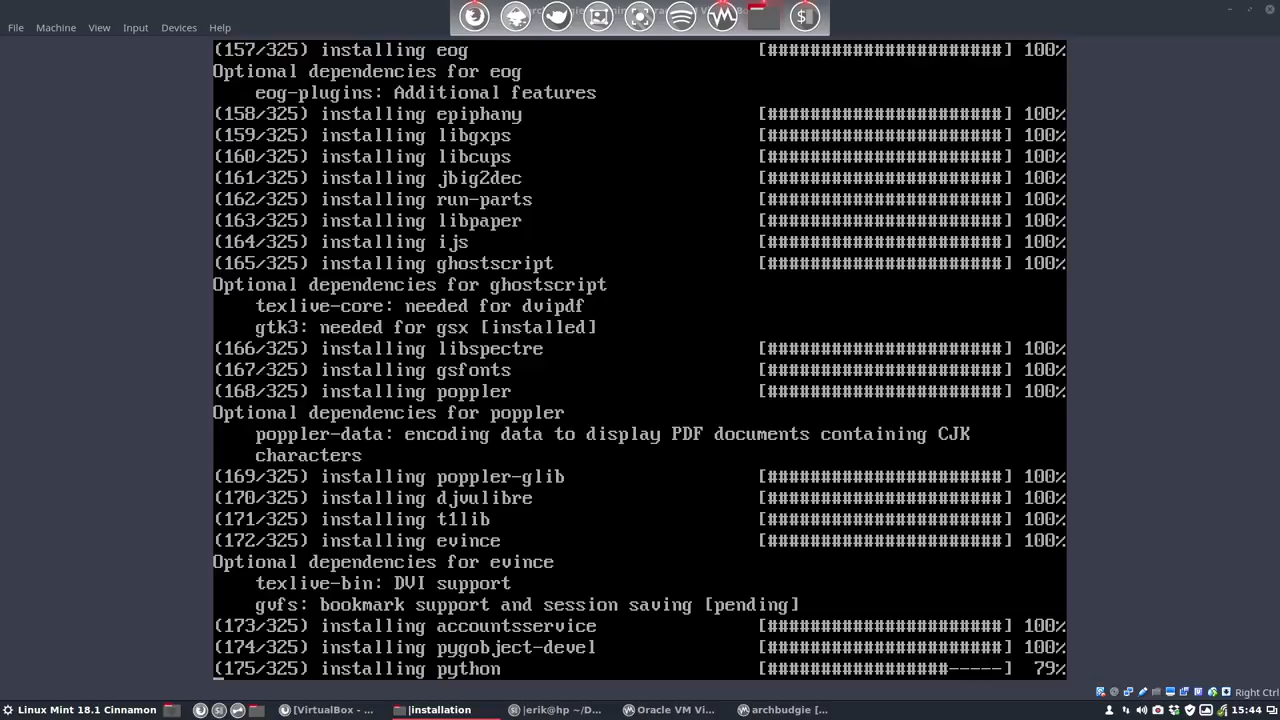 File Machine View Input Devices Help
(157/325) installing eog [######################] 100%
Optional dependencies for eog
eog-plugins: Additional features
(158/325) installing epiphany [######################] 100%
(159/325) installing libgxps [######################] 100%
(160/325) installing libcups [######################] 100%
(161/325) installing jbig2dec [######################] 100%
(162/325) installing run-parts [######################] 100%
(163/325) installing libpaper [######################] 100%
(164/325) installing ijs [######################] 100%
(165/325) installing ghostscript [######################] 100%
Optional dependencies for ghostscript
texlive-core: needed for dvipdf
gtk3: needed for gsx [installed]
(166/325) installing libspectre [######################] 100%
(167/325) installing gsfonts [######################] 100%
(168/325) installing poppler [######################] 100%
Optional dependencies for poppler
poppler-data: encoding data to display PDF documents containing CJK
characters
(169/325) installing poppler-glib [######################] 100%
(170/325) installing djvulibre [######################] 100%
(171/325) installing t1lib [######################] 100%
(172/325) installing evince [######################] 100%
Optional dependencies for evince
texlive-bin: DVI support
gvfs: bookmark support and session saving [pending]
(173/325) installing accountsservice [######################] 100%
(174/325) installing pygobject-devel [######################] 100%
(175/325) installing python [#################-----] 79%
Right Ctrl
Linux Mint 18.1 Cinnamon [VirtualBox - ... |installation |erik@hp ~/D... Oracle VM Vi... archbudgie [... 15:44